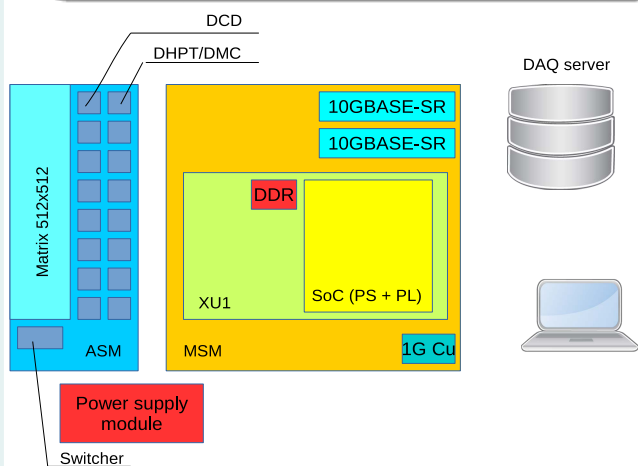 DCD
DHPT/DMC
DAQ server
10GBASE-SR
10GBASE-SR
Matrix 512x512
DDR
SoC (PS + PL)
XU1
ASM
MSM
1G Cu
Power supply
module
Switcher